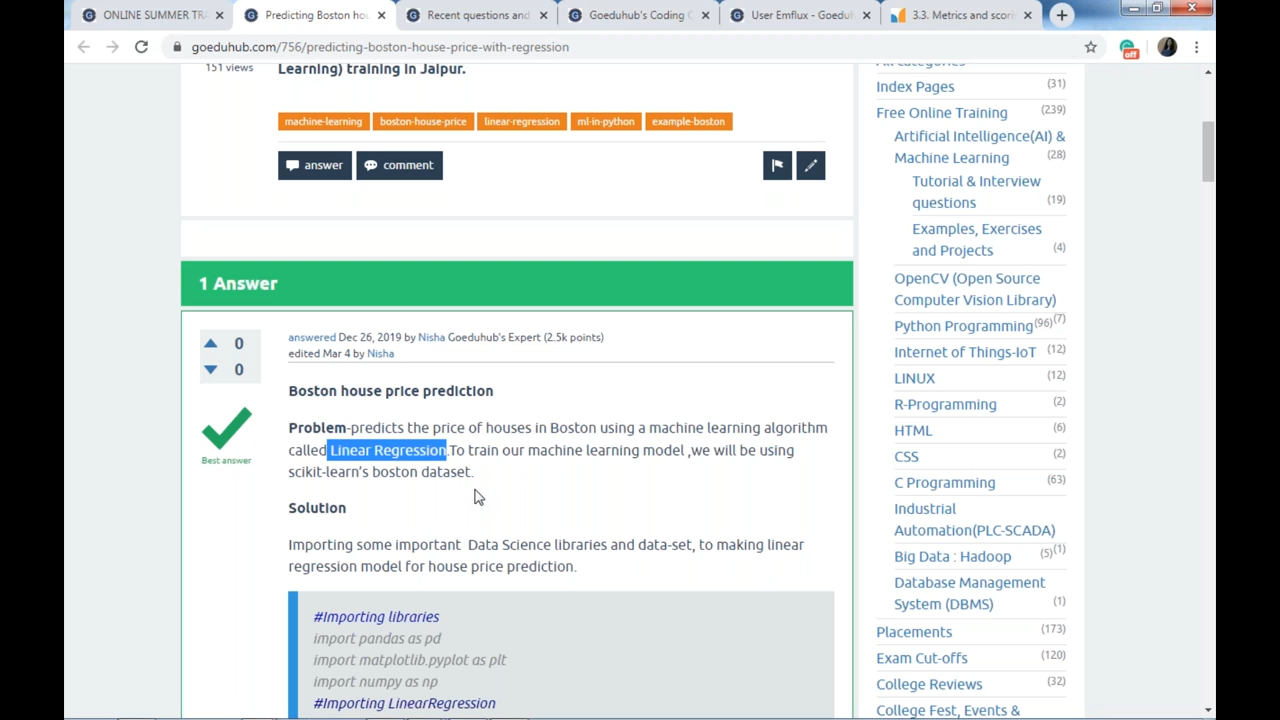 ONLINE SUMMER TRA
Predicting Boston hou
Recent questions and
Goeduhub's Coding C
User Emflux - Goeduh
3.3. Metrics and scori
goeduhub.com/756/predicting-boston-house-price-with-regression
off
151 views
Learning) training in Jaipur.
machine-learning
boston-house-price
linear-regression
ml-in-python
example-boston
answer
comment
1 Answer
0
0
Best answer
answered Dec 26, 2019 by Nisha Goeduhub's Expert (2.5k points)
edited Mar 4 by Nisha
Boston house price prediction
Problem-predicts the price of houses in Boston using a machine learning algorithm
called Linear Regression.To train our machine learning model ,we will be using
scikit-learn's boston dataset.
Solution
Importing some important Data Science libraries and data-set, to making linear
regression model for house price prediction.
#Importing libraries
import pandas as pd
import matplotlib.pyplot as plt
import numpy as np
#Importing LinearRegression
All categories
Index Pages (31)
Free Online Training (239)
Artificial Intelligence(AI) &
Machine Learning (28)
Tutorial & Interview
questions (19)
Examples, Exercises
and Projects (4)
OpenCV (Open Source
Computer Vision Library) (7)
Python Programming (96)
Internet of Things-IoT (12)
LINUX (12)
R-Programming (2)
HTML (6)
CSS (2)
C Programming (63)
Industrial
Automation(PLC-SCADA) (1)
Big Data : Hadoop (5)
Database Management
System (DBMS) (1)
Placements (173)
Exam Cut-offs (120)
College Reviews (32)
College Fest, Events &